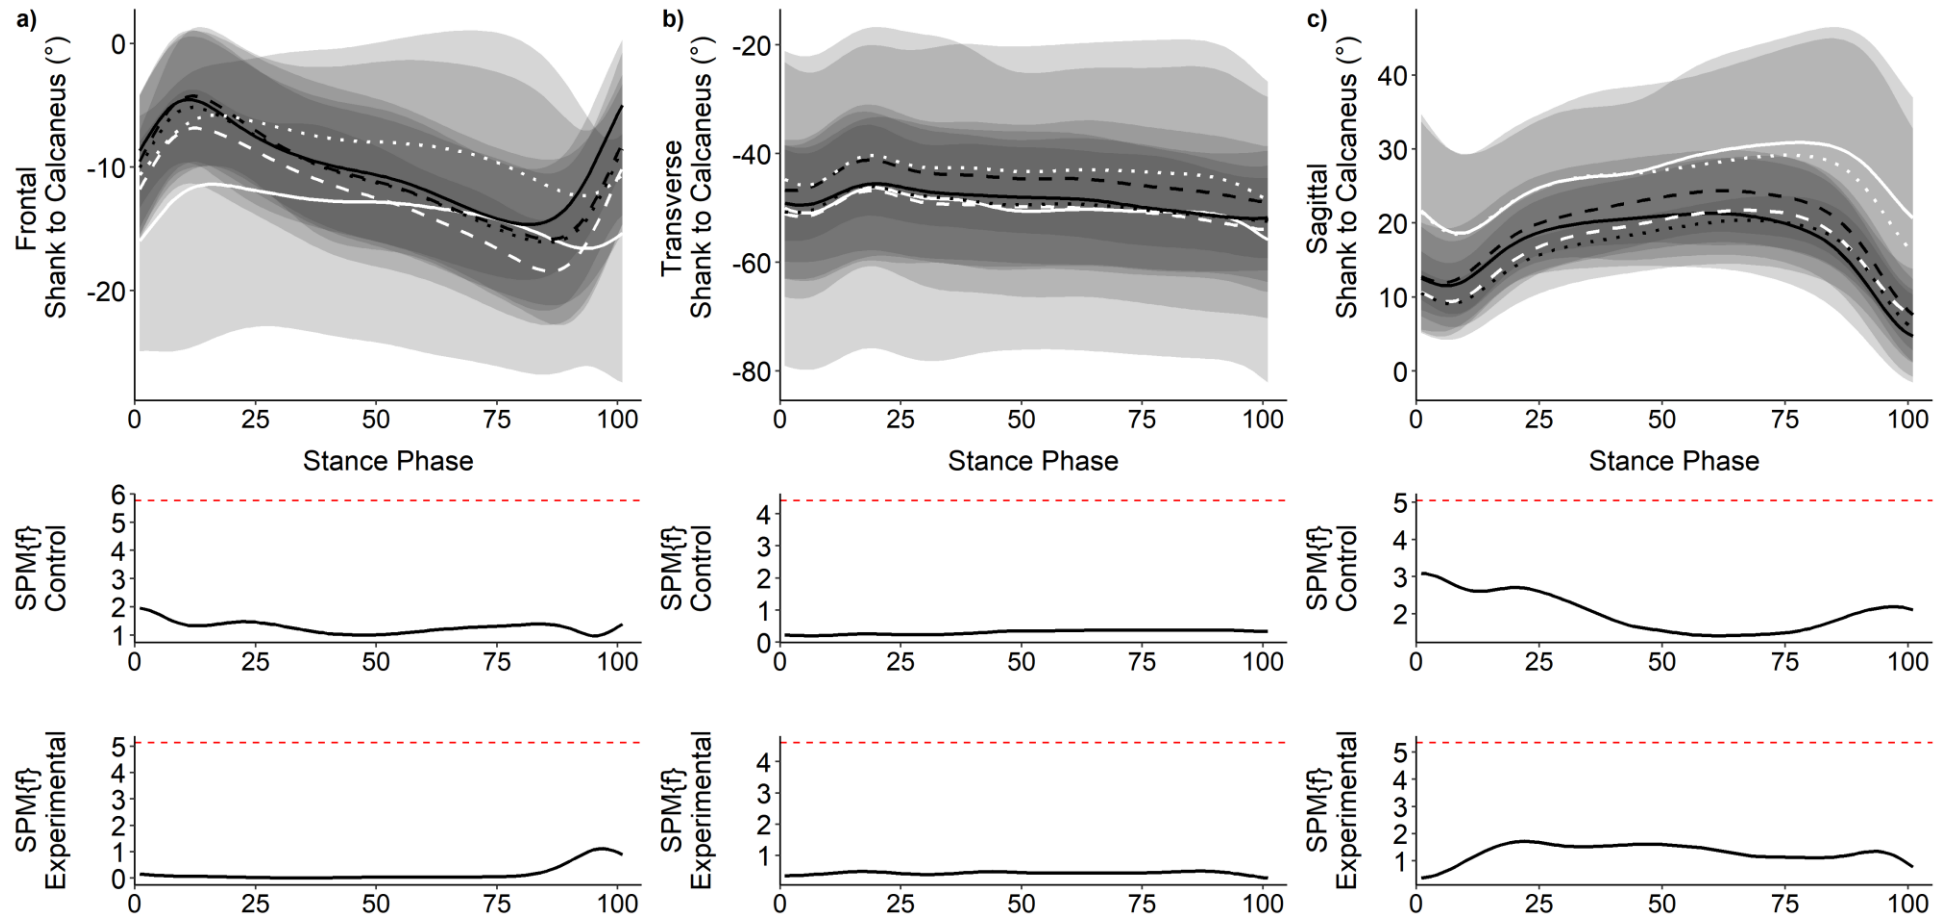 a)
Frontal
Shank to Calcaneus (°)
0
-10
-20
0 25 50 75 100
Stance Phase
b)
Transverse
Shank to Calcaneus (°)
-20
-40
-60
-80
0 25 50 75 100
Stance Phase
c)
Sagittal
Shank to Calcaneus (°)
40
30
20
10
0
0 25 50 75 100
Stance Phase
SPM{f}
Control
6
5
4
3
2
1
0 25 50 75 100
SPM{f}
Control
4
3
2
1
0
0 25 50 75 100
SPM{f}
Control
5
4
3
2
0 25 50 75 100
SPM{f}
Experimental
5
4
3
2
1
0
0 25 50 75 100
SPM{f}
Experimental
4
3
2
1
0 25 50 75 100
SPM{f}
Experimental
5
4
3
2
1
0 25 50 75 100